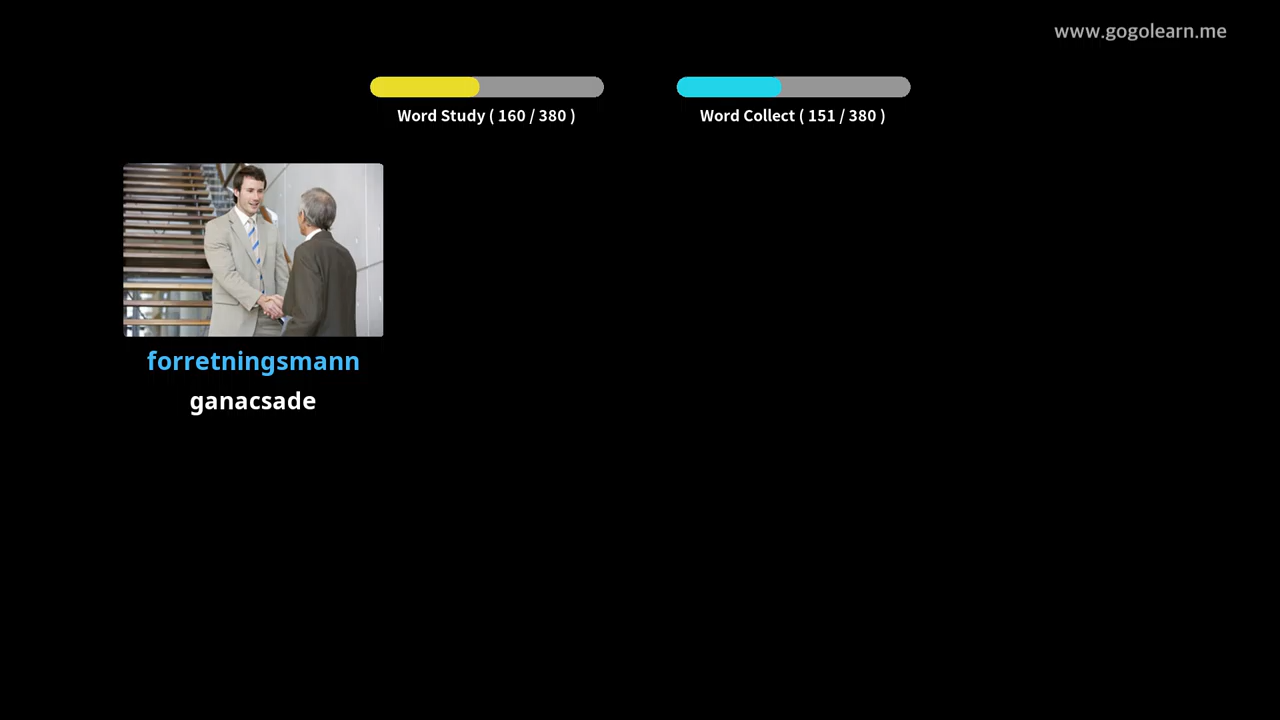 www.gogolearn.me
Word Study ( 160 / 380 )
Word Collect ( 151 / 380 )
forretningsmann
ganacsade